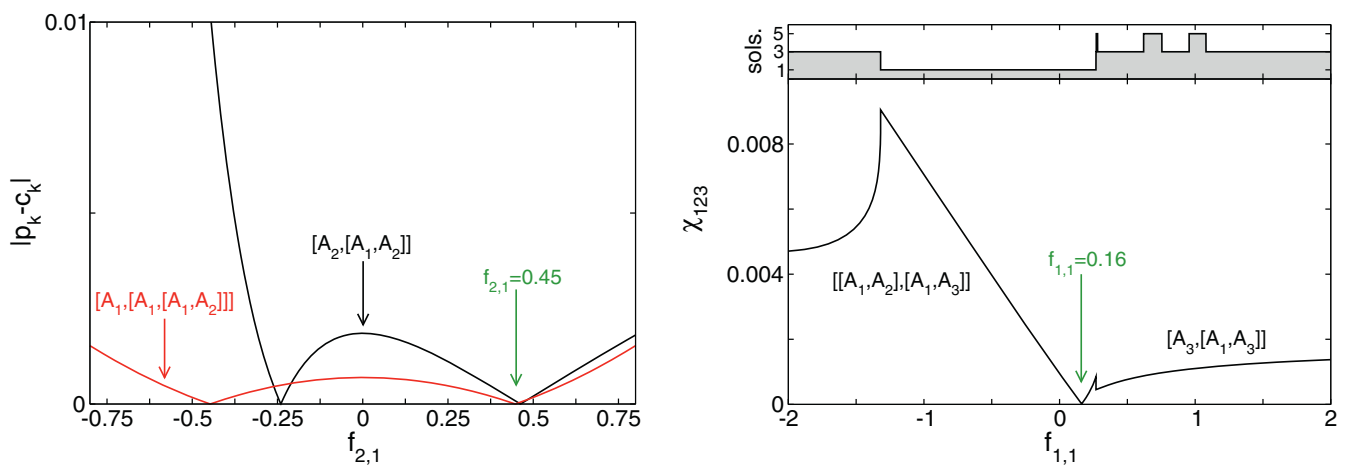 0.01
|p_k-c_k|
[A_2,[A_1,A_2]]
f_{2,1}=0.45
[A_1,[A_1,[A_1,A_2]]]
0
-0.75
-0.5
-0.25
0
0.25
0.5
0.75
f_{2,1}
sols.
5
3
1
0.008
χ_{123}
f_{1,1}=0.16
0.004
[[A_1,A_2],[A_1,A_3]]
[A_3,[A_1,A_3]]
0
-2
-1
0
1
2
f_{1,1}